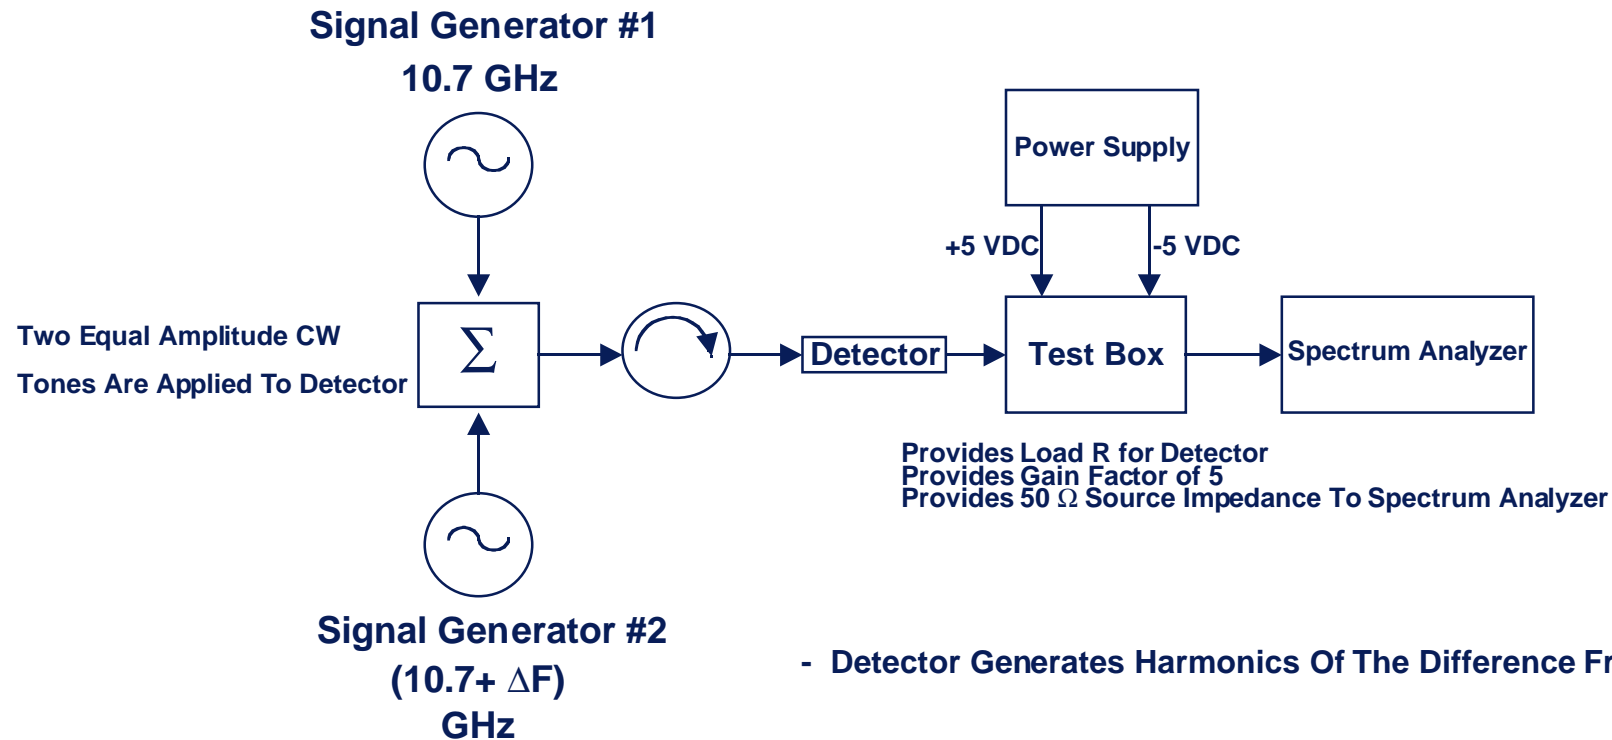 Signal Generator #1
10.7 GHz
Power Supply
+5 VDC
-5 VDC
Two Equal Amplitude CW
Tones Are Applied To Detector
Σ
Detector
Test Box
Spectrum Analyzer
Provides Load R for Detector
Provides Gain Factor of 5
Provides 50 Ω Source Impedance To Spectrum Analyzer
Signal Generator #2
(10.7+ ΔF)
GHz
- Detector Generates Harmonics Of The Difference